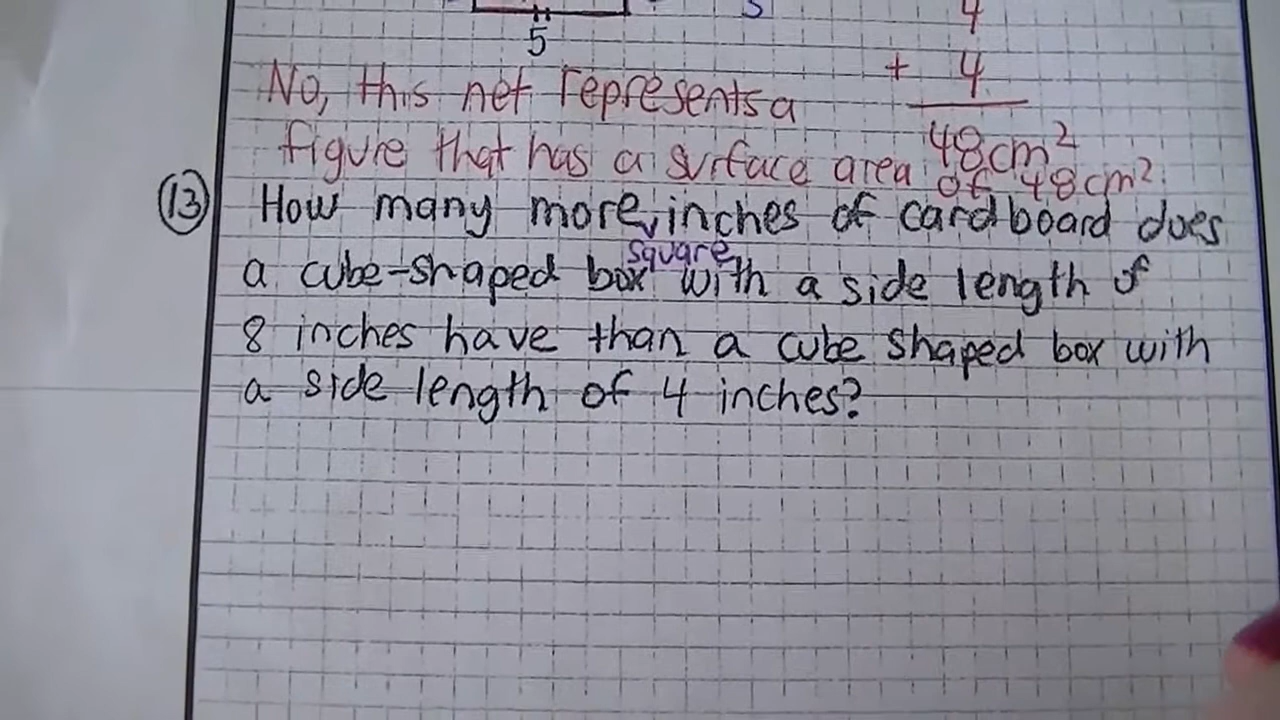 4
5
+ 4
No, this net represents a
48cm²
figure that has a surface area of 48cm².
13 How many more, inches of cardboard does
square
a cube-shaped box with a side length of
8 inches have than a cube shaped box with
a side length of 4 inches?